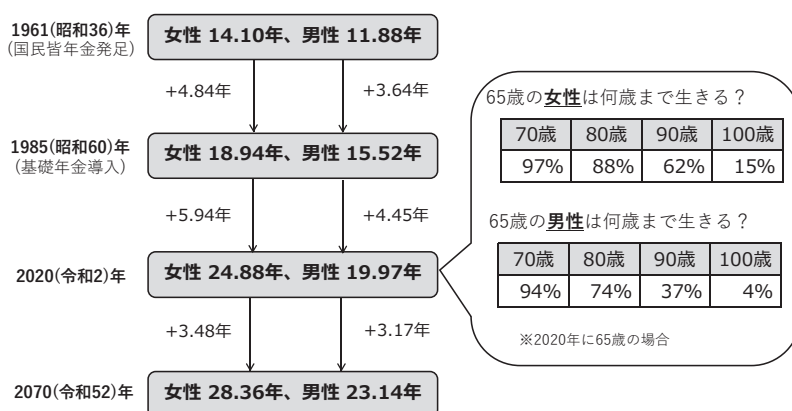 1961(昭和36)年
(国民皆年金発足)
女性 14.10年、男性 11.88年
+4.84年
+3.64年
1985(昭和60)年
(基礎年金導入)
女性 18.94年、男性 15.52年
+5.94年
+4.45年
2020(令和2)年
女性 24.88年、男性 19.97年
+3.48年
+3.17年
2070(令和52)年
女性 28.36年、男性 23.14年
65歳の女性は何歳まで生きる？
70歳 80歳 90歳 100歳
97% 88% 62% 15%
65歳の男性は何歳まで生きる？
70歳 80歳 90歳 100歳
94% 74% 37% 4%
※2020年に65歳の場合